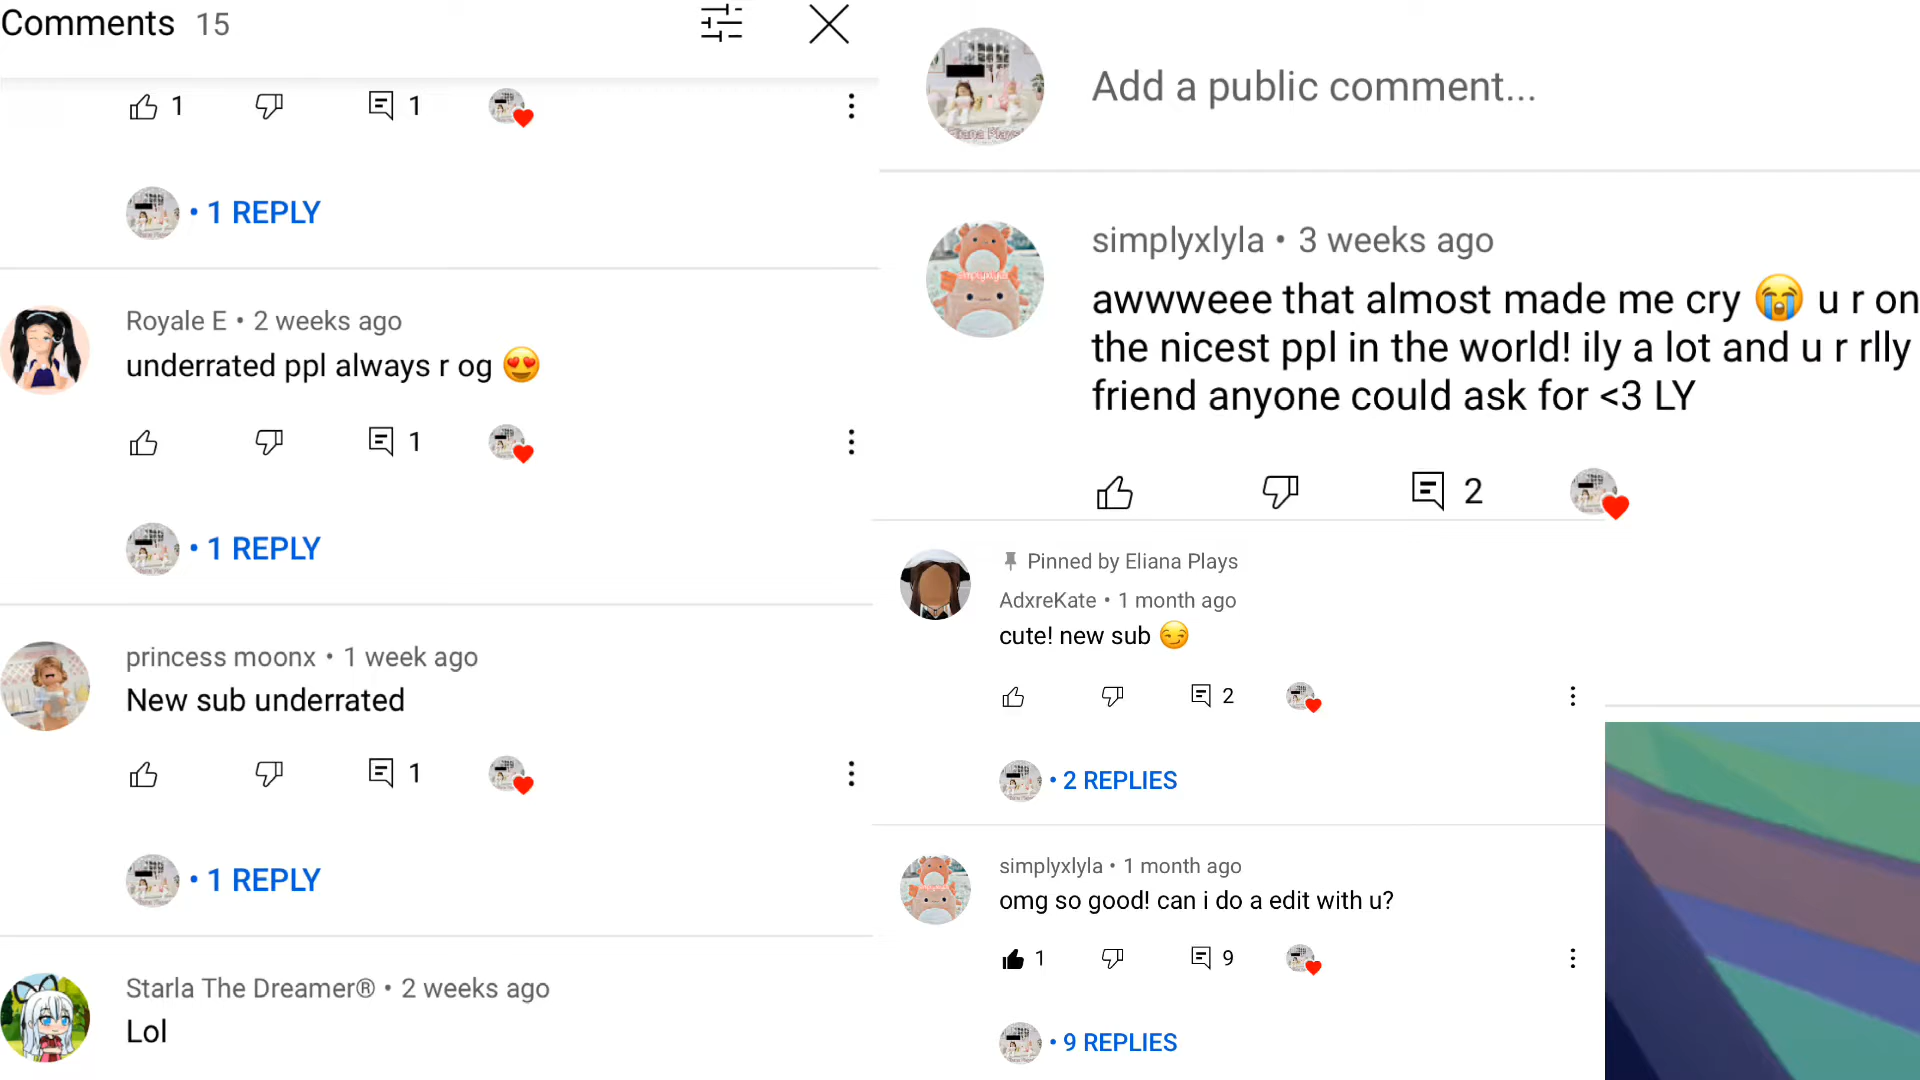 Comments 15
1
1
• 1 REPLY
Royale E • 2 weeks ago
underrated ppl always r og 😍
1
• 1 REPLY
princess moonx • 1 week ago
New sub underrated
1
• 1 REPLY
Starla The Dreamer® • 2 weeks ago
Lol
Add a public comment...
simplyxlyla • 3 weeks ago
awwweee that almost made me cry 😭 u r on
the nicest ppl in the world! ily a lot and u r rlly
friend anyone could ask for <3 LY
2
Pinned by Eliana Plays
AdxreKate • 1 month ago
cute! new sub 😏
2
• 2 REPLIES
simplyxlyla • 1 month ago
omg so good! can i do a edit with u?
1
9
• 9 REPLIES